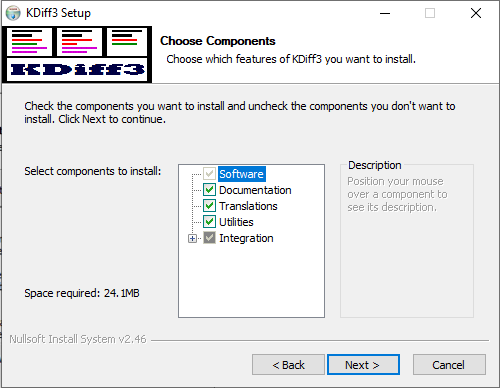 KDiff3 Setup
KDiff3
Choose Components
Choose which features of KDiff3 you want to install.
Check the components you want to install and uncheck the components you don't want to
install. Click Next to continue.
Select components to install:
Software
Documentation
Translations
Utilities
Integration
Description
Position your mouse
over a component to
see its description.
Space required: 24.1MB
Nullsoft Install System v2.46
< Back
Next >
Cancel